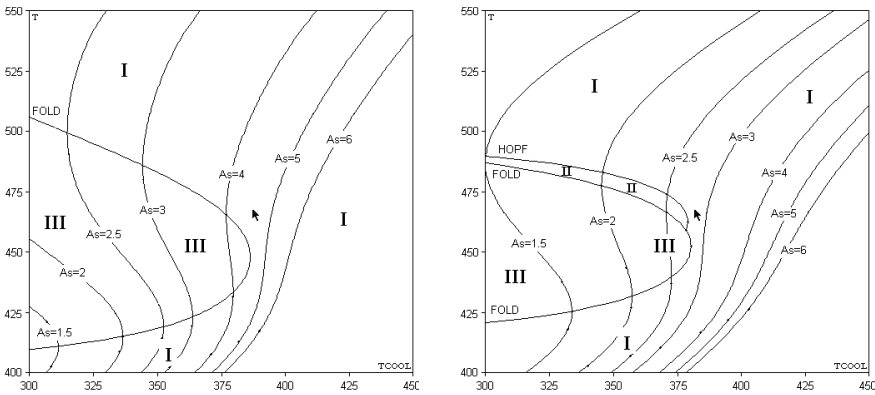 550
T
525
500
475
450
425
400
I
FOLD
As=3
As=4
As=5
As=6
III
As=2.5
III
I
As=2
As=1.5
I
TCOOL
300
325
350
375
400
425
450
550
T
525
500
475
450
425
400
I
I
As=3
HOPF
As=2.5
FOLD
II
II
As=4
As=2
As=5
As=1.5
III
As=6
III
FOLD
I
TCOOL
300
325
350
375
400
425
450